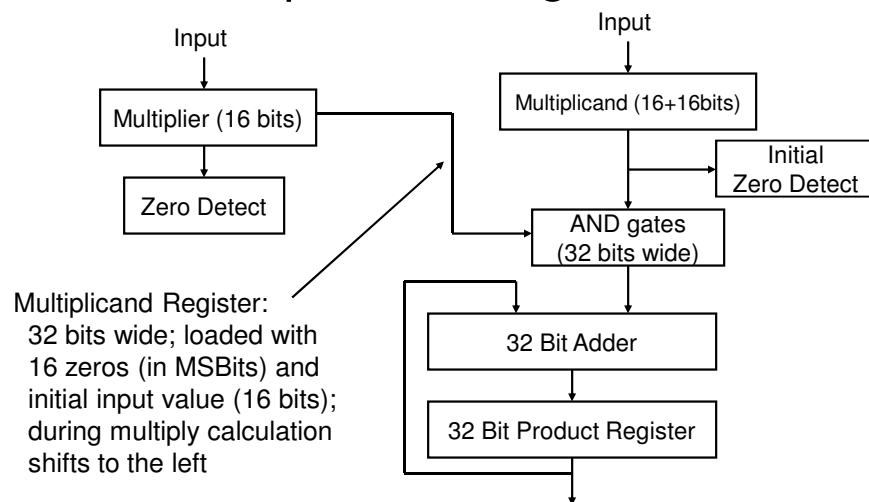 Input
Input
Multiplier (16 bits)
Multiplicand (16+16bits)
Initial
Zero Detect
Zero Detect
AND gates
(32 bits wide)
Multiplicand Register:
32 bits wide; loaded with
16 zeros (in MSBits) and
initial input value (16 bits);
during multiply calculation
shifts to the left
32 Bit Adder
32 Bit Product Register